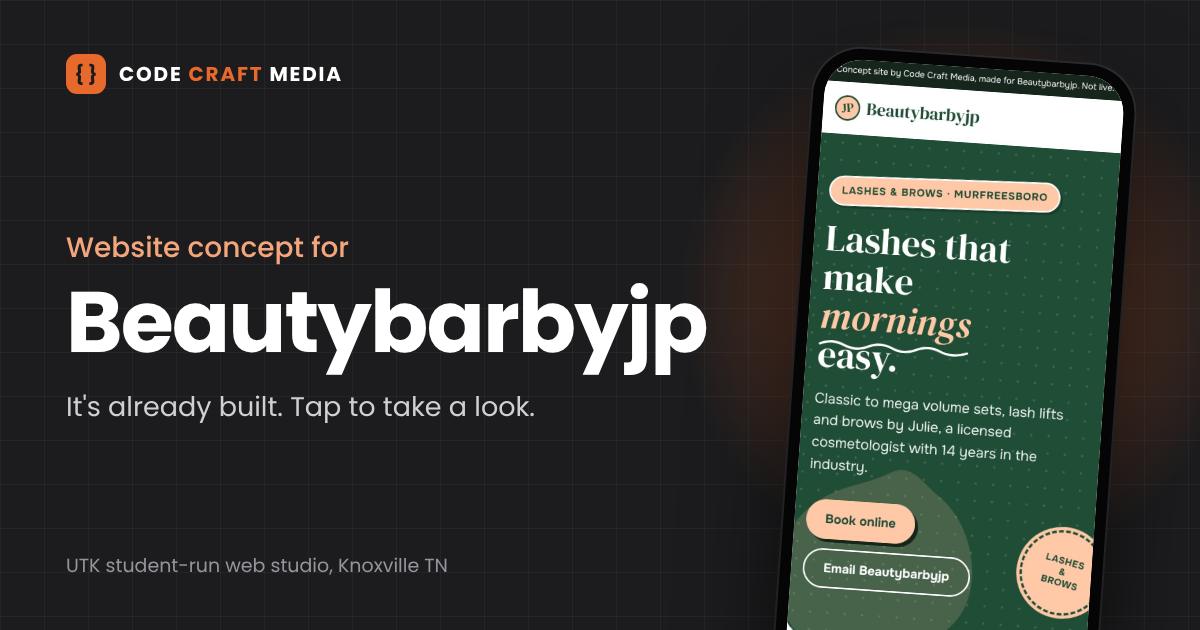 { }
CODE CRAFT MEDIA
Website concept for
Beautybarbyjp
It's already built. Tap to take a look.
UTK student-run web studio, Knoxville TN
Concept site by Code Craft Media, made for Beautybarbyjp. Not live.
JP
Beautybarbyjp
LASHES & BROWS · MURFREESBORO
Lashes that
make
mornings
easy.
Classic to mega volume sets, lash lifts
and brows by Julie, a licensed
cosmetologist with 14 years in the
industry.
Book online
Email Beautybarbyjp
LASHES
&
BROWS